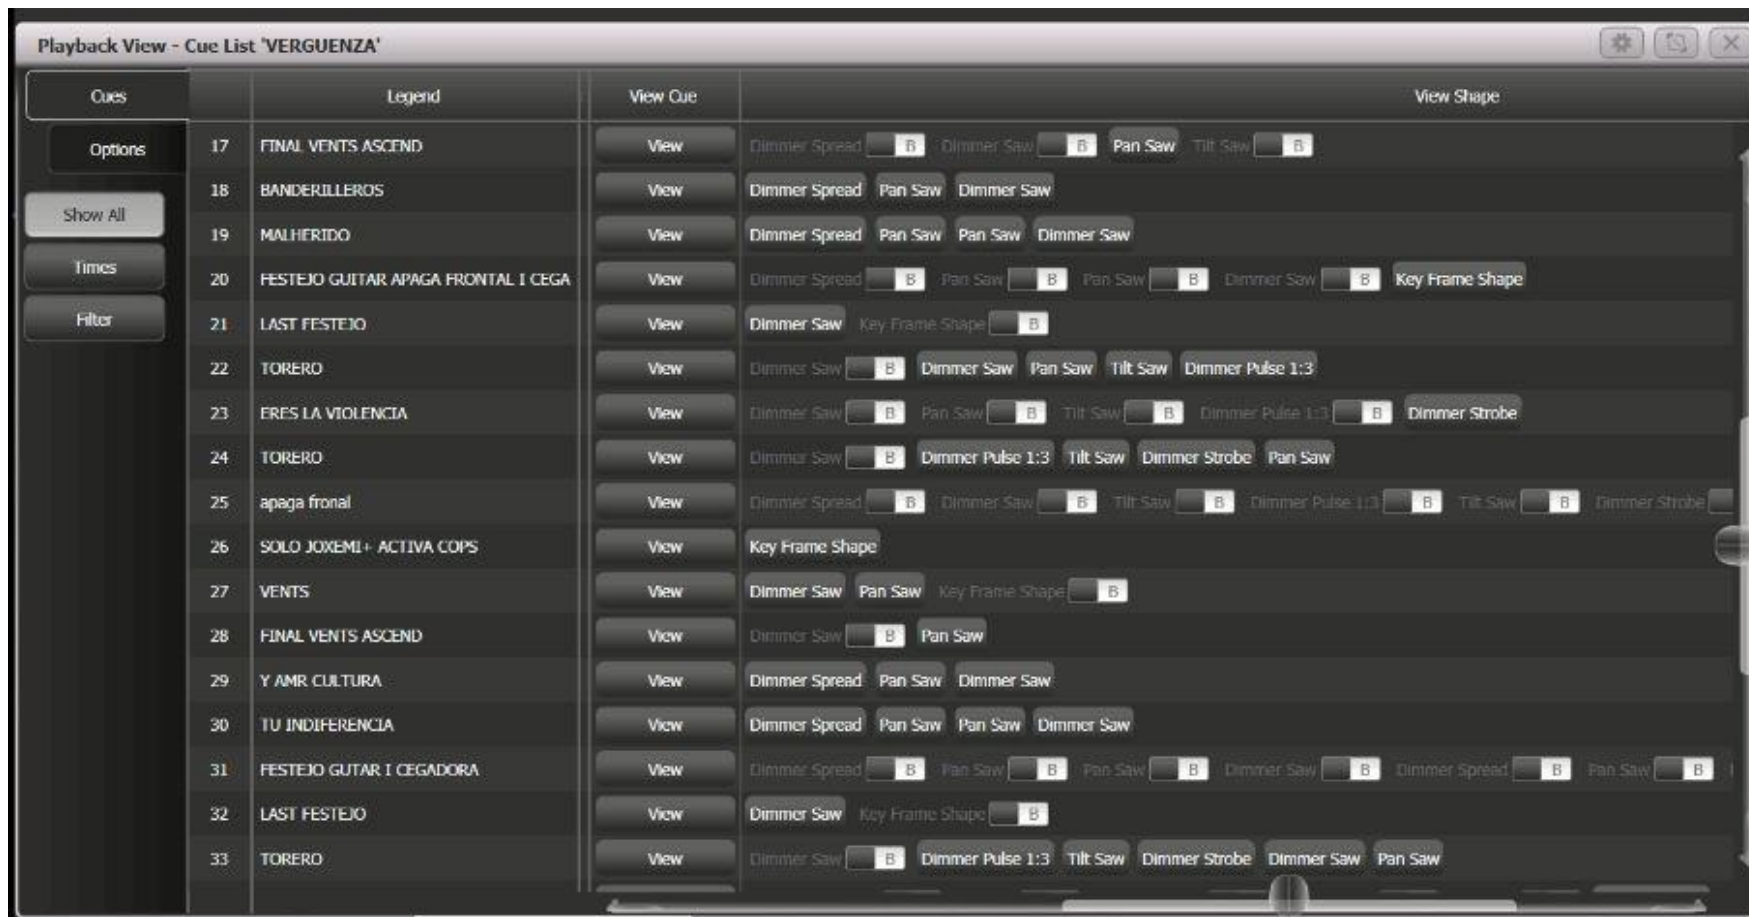 Playback View - Cue List 'VERGUENZA'
Cues Legend View Cue View Shape
Options
Show All
Times
Filter
17 FINAL VENTS ASCEND View Dimmer Spread B Dimmer Saw B Pan Saw Tilt Saw B
18 BANDERILLEROS View Dimmer Spread Pan Saw Dimmer Saw
19 MALHERIDO View Dimmer Spread Pan Saw Pan Saw Dimmer Saw
20 FESTEJO GUITAR APAGA FRONTAL I CEGA View Dimmer Spread B Pan Saw B Pan Saw B Dimmer Saw B Key Frame Shape
21 LAST FESTEJO View Dimmer Saw Key Frame Shape B
22 TORERO View Dimmer Saw B Dimmer Saw Pan Saw Tilt Saw Dimmer Pulse 1:3
23 ERES LA VIOLENCIA View Dimmer Saw B Pan Saw B Tilt Saw B Dimmer Pulse 1:3 B Dimmer Strobe
24 TORERO View Dimmer Saw B Dimmer Pulse 1:3 Tilt Saw Dimmer Strobe Pan Saw
25 apaga fronal View Dimmer Spread B Dimmer Saw B Tilt Saw B Dimmer Pulse 1:3 B Tilt Saw B Dimmer Strobe
26 SOLO JOXEMI+ ACTIVA COPS View Key Frame Shape
27 VENTS View Dimmer Saw Pan Saw Key Frame Shape B
28 FINAL VENTS ASCEND View Dimmer Saw B Pan Saw
29 Y AMR CULTURA View Dimmer Spread Pan Saw Dimmer Saw
30 TU INDIFERENCIA View Dimmer Spread Pan Saw Pan Saw Dimmer Saw
31 FESTEJO GUTAR I CEGADORA View Dimmer Spread B Pan Saw B Pan Saw B Dimmer Saw B Dimmer Spread B Pan Saw B
32 LAST FESTEJO View Dimmer Saw Key Frame Shape B
33 TORERO View Dimmer Saw B Dimmer Pulse 1:3 Tilt Saw Dimmer Strobe Dimmer Saw Pan Saw